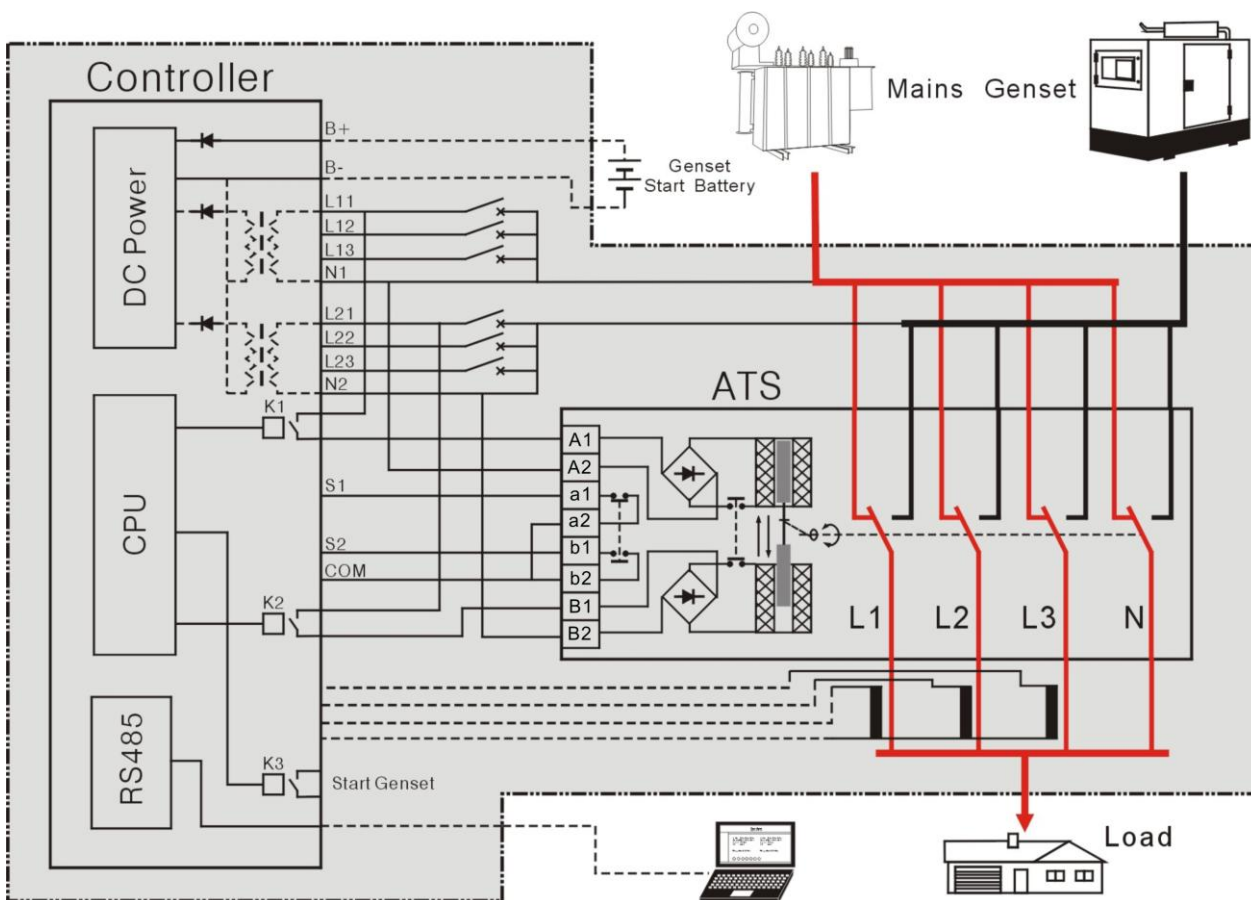 Controller
Mains Genset
DC Power
B+
B-
Genset
Start Battery
L11
L12
L13
N1
L21
L22
L23
N2
ATS
CPU
K1
A1
A2
S1
a1
a2
S2
b1
COM
b2
K2
B1
B2
L1 L2 L3 N
RS485
K3
Start Genset
Load